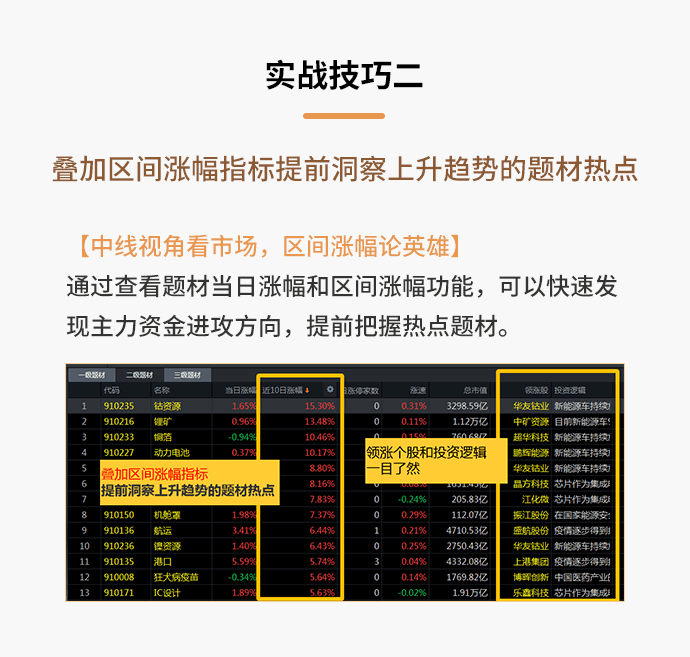 实战技巧二
叠加区间涨幅指标提前洞察上升趋势的题材热点
【中线视角看市场，区间涨幅论英雄】
通过查看题材当日涨幅和区间涨幅功能，可以快速发
现主力资金进攻方向，提前把握热点题材。
一级题材 二级题材 三级题材
代码 名称 当日涨幅 近10日涨幅 日涨停家数 涨速 总市值 领涨股 投资逻辑
1 910235 钴资源 1.65% 15.30% 0 0.31% 3298.59亿 华友钴业 新能源车持续
2 910216 锂矿 0.96% 13.48% 0 0.11% 1.12万亿 中矿资源 目前新能源车
3 910233 铜箔 -0.94% 10.46% 0 0.15% 760.68亿 超华科技 新能源车持续
4 910227 动力电池 0.37% 10.17% 鹏辉能源 新能源车持续
5 8.80% 华友钴业 新能源车持续
6 8.16% 0 晶方科技 芯片作为集成
7 7.83% 0 -0.24% 205.83亿 江化微 芯片作为集成
8 910150 机舱罩 1.98% 7.37% 0 0.29% 112.07亿 振江股份 在国家能源安
9 910136 航运 3.41% 6.44% 1 0.21% 4710.53亿 盛航股份 疫情逐步得到
10 910236 镍资源 1.40% 6.43% 0 0.25% 2750.43亿 华友钴业 新能源车持续
11 910135 港口 5.59% 5.74% 3 0.04% 4332.08亿 上港集团 疫情逐步得到
12 910008 狂犬病疫苗 -0.34% 5.64% 0 0.14% 1769.82亿 博晖创新 中国医药产业
13 910171 IC设计 1.89% 5.63% 0 -0.02% 1.91万亿 乐鑫科技 芯片作为集成
叠加区间涨幅指标
提前洞察上升趋势的题材热点
领涨个股和投资逻辑
一目了然